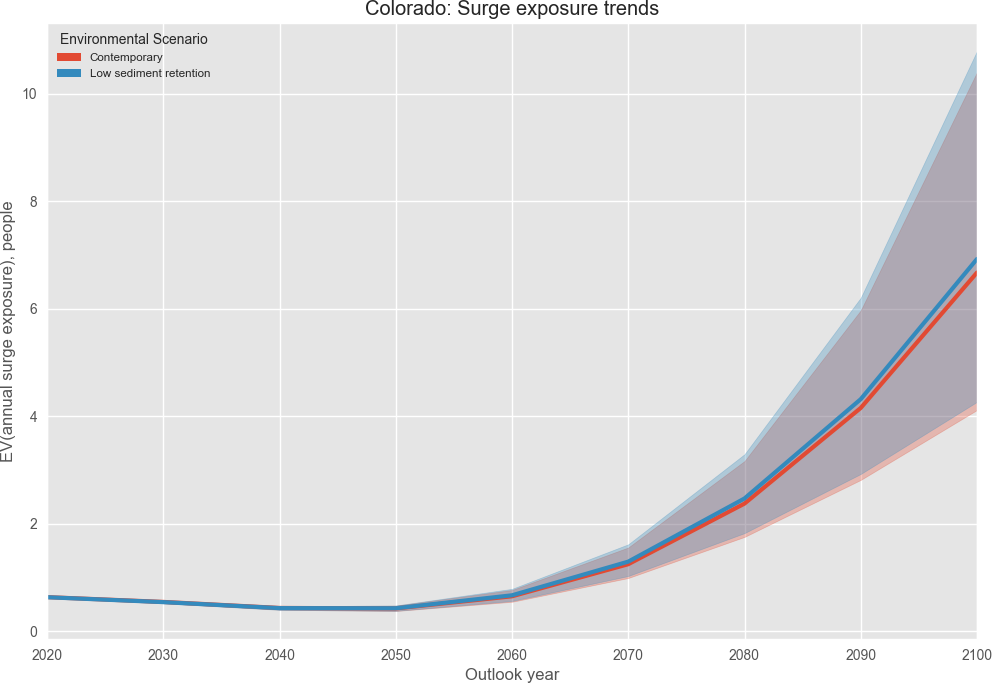 Colorado: Surge exposure trends
Environmental Scenario
Contemporary
Low sediment retention
EV(annual surge exposure), people
10
8
6
4
2
0
2020 2030 2040 2050 2060 2070 2080 2090 2100
Outlook year